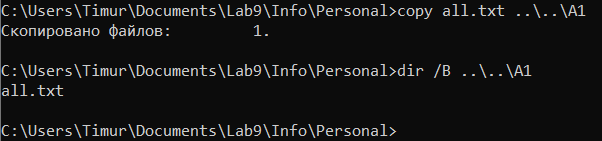 C:\Users\Timur\Documents\Lab9\Info\Personal>copy all.txt ..\..\A1
Скопировано файлов:         1.
C:\Users\Timur\Documents\Lab9\Info\Personal>dir /B ..\..\A1
all.txt
C:\Users\Timur\Documents\Lab9\Info\Personal>